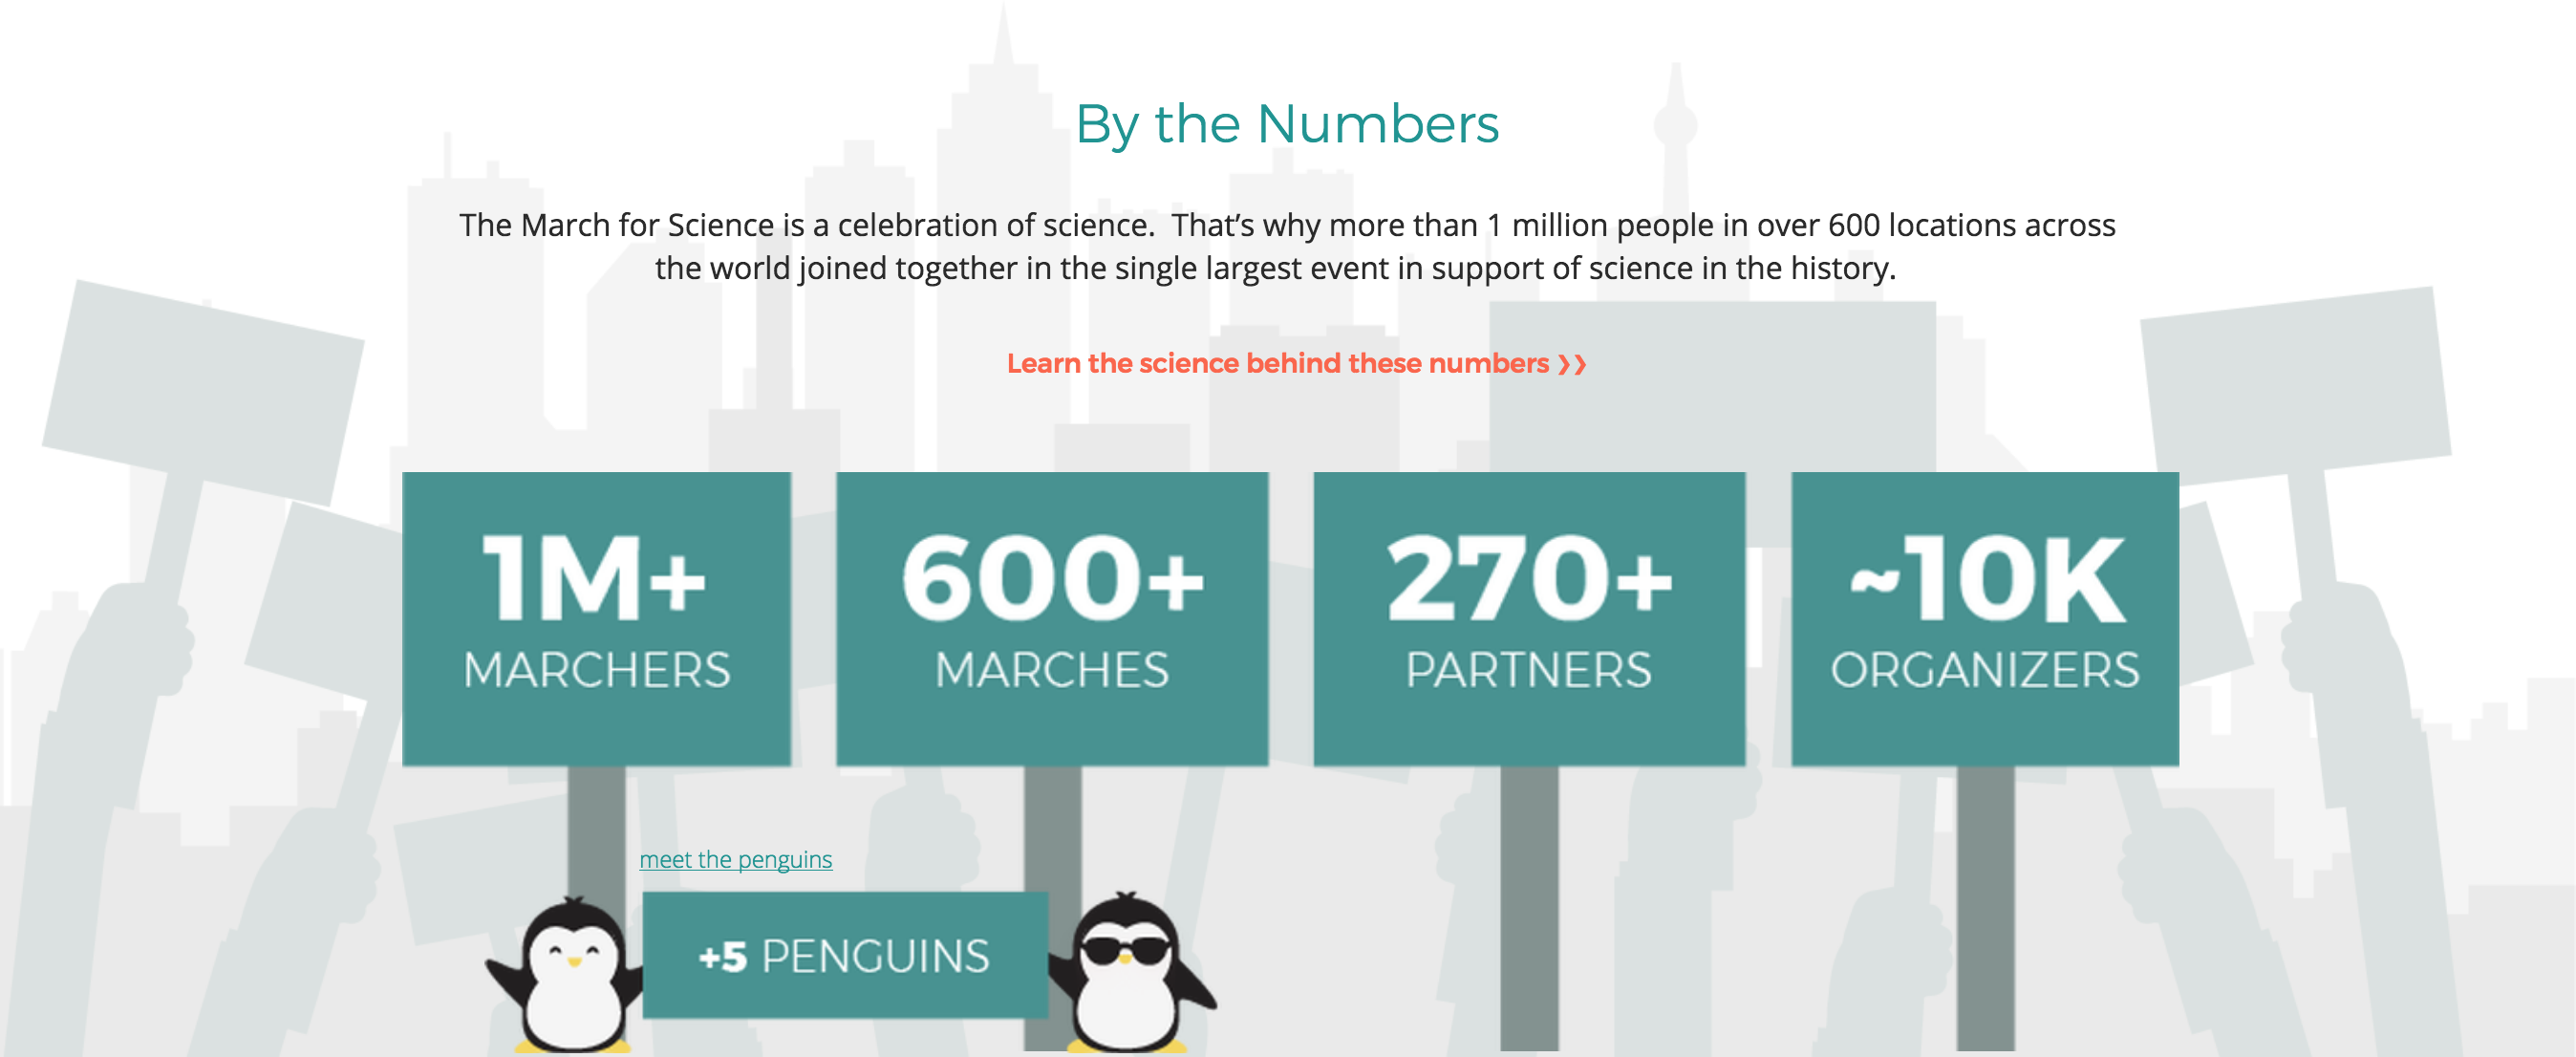 By the Numbers
The March for Science is a celebration of science.  That's why more than 1 million people in over 600 locations across
the world joined together in the single largest event in support of science in the history.
Learn the science behind these numbers ❯❯
1M+
MARCHERS
600+
MARCHES
270+
PARTNERS
~10K
ORGANIZERS
meet the penguins
+5 PENGUINS